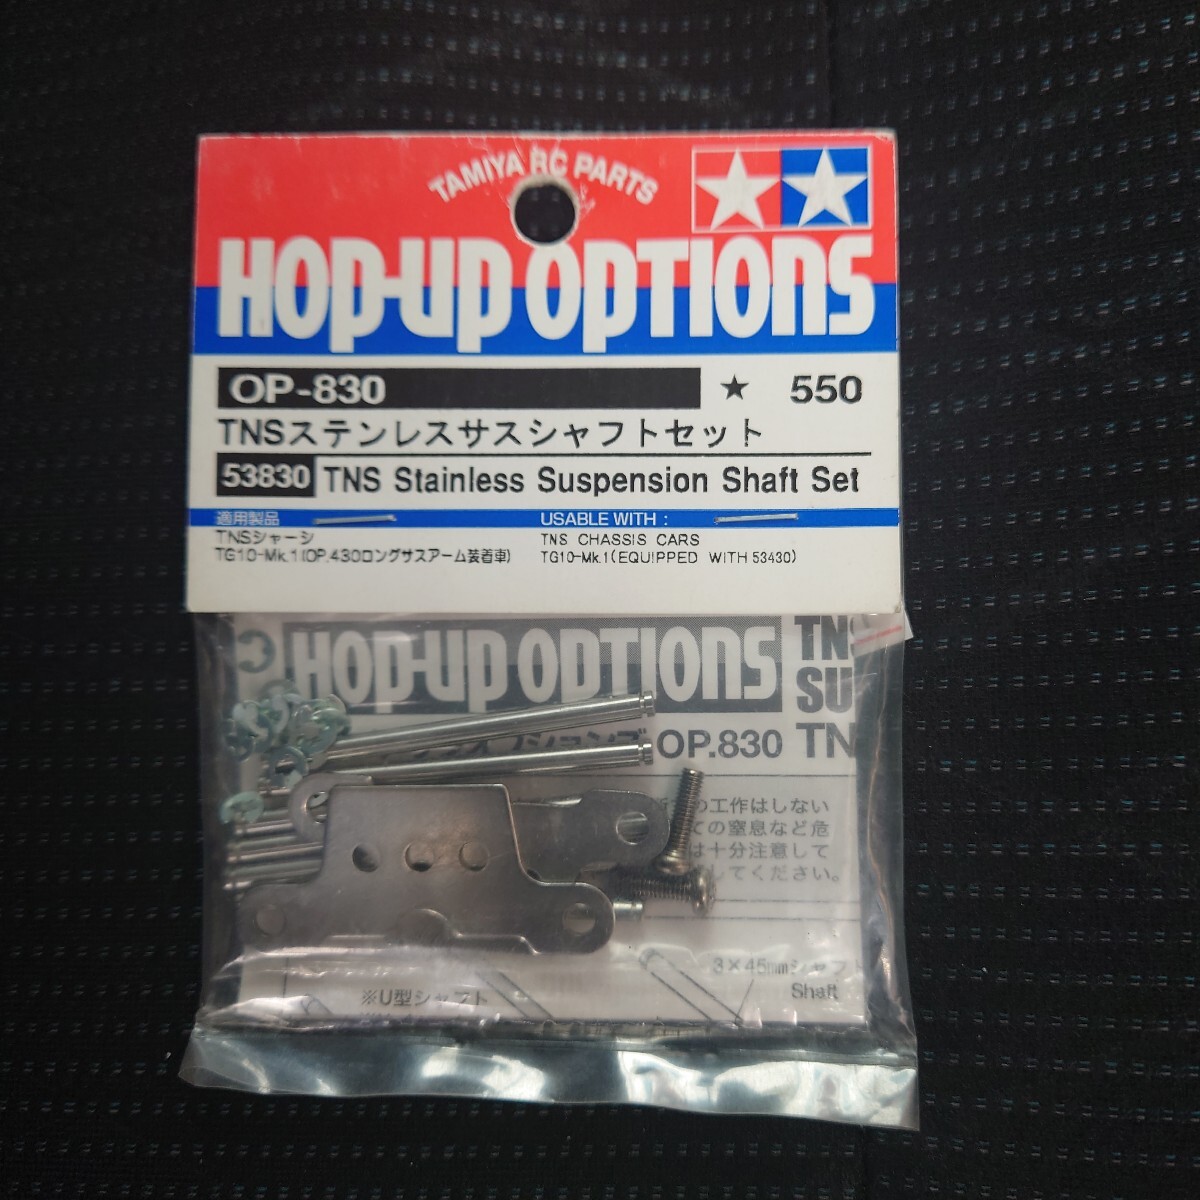 TAMIYA RC PARTS
HOP-UP OPTIONS
OP-830 ★ 550
TNSステンレスサスシャフトセット
53830 TNS Stainless Suspension Shaft Set
適用製品
TNSシャーシ
TG10-Mk.1(OP.430ロングサスアーム装着車)
USABLE WITH :
TNS CHASSIS CARS
TG10-Mk.1(EQUIPPED WITH 53430)
HOP-UP OPTIONS
TNS
SU
OP.830 TN
の工作はしない
ての窒息など危
は十分注意して
してください。
3×45mmシャフト
Shaft
※U型シャフト